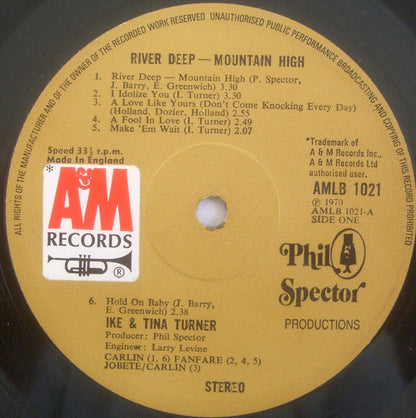 ALL RIGHTS OF THE MANUFACTURER AND OF THE OWNER OF THE RECORDED WORK RESERVED UNAUTHORISED PUBLIC PERFORMANCE BROADCASTING AND COPYING OF THIS RECORD PROHIBITED
RIVER DEEP — MOUNTAIN HIGH
1. River Deep — Mountain High (P. Spector,
J. Barry, E. Greenwich) 3.30
2. I Idolize You (I. Turner) 3.30
3. A Love Like Yours (Don't Come Knocking Every Day)
(Holland, Dozier, Holland) 2.55
4. A Fool In Love (I. Turner) 2.49
5. Make 'Em Wait (I. Turner) 2.07
Speed 33⅓ r.p.m.
Made In England
*Trademark of
A & M Records Inc.,
A & M Records Ltd
authorised user.
AMLB 1021
℗ 1970
AMLB 1021-A
SIDE ONE
A&M
RECORDS
®
Phil
Spector
PRODUCTIONS
6. Hold On Baby (J. Barry,
E. Greenwich) 2.38
IKE & TINA TURNER
Producer: Phil Spector
Engineer: Larry Levine
CARLIN (1, 6) FANFARE (2, 4, 5)
JOBETE/CARLIN (3)
STEREO